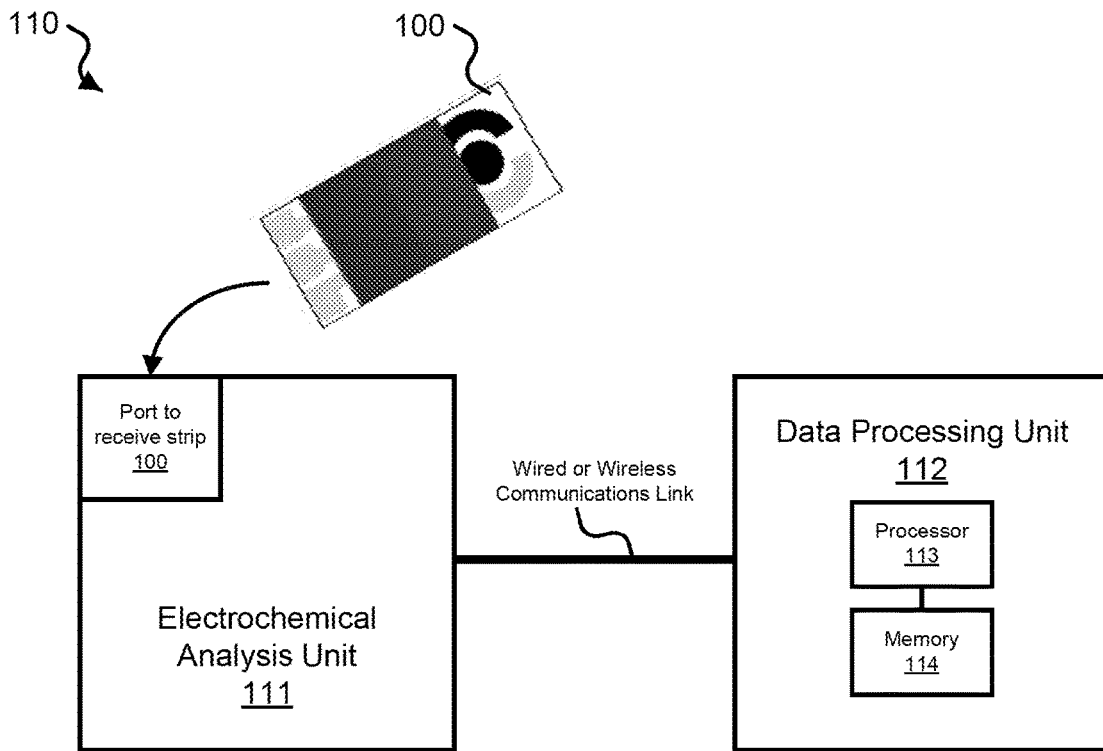 110
100
Port to
receive strip
100
Wired or Wireless
Communications Link
Data Processing Unit
112
Processor
113
Memory
114
Electrochemical
Analysis Unit
111